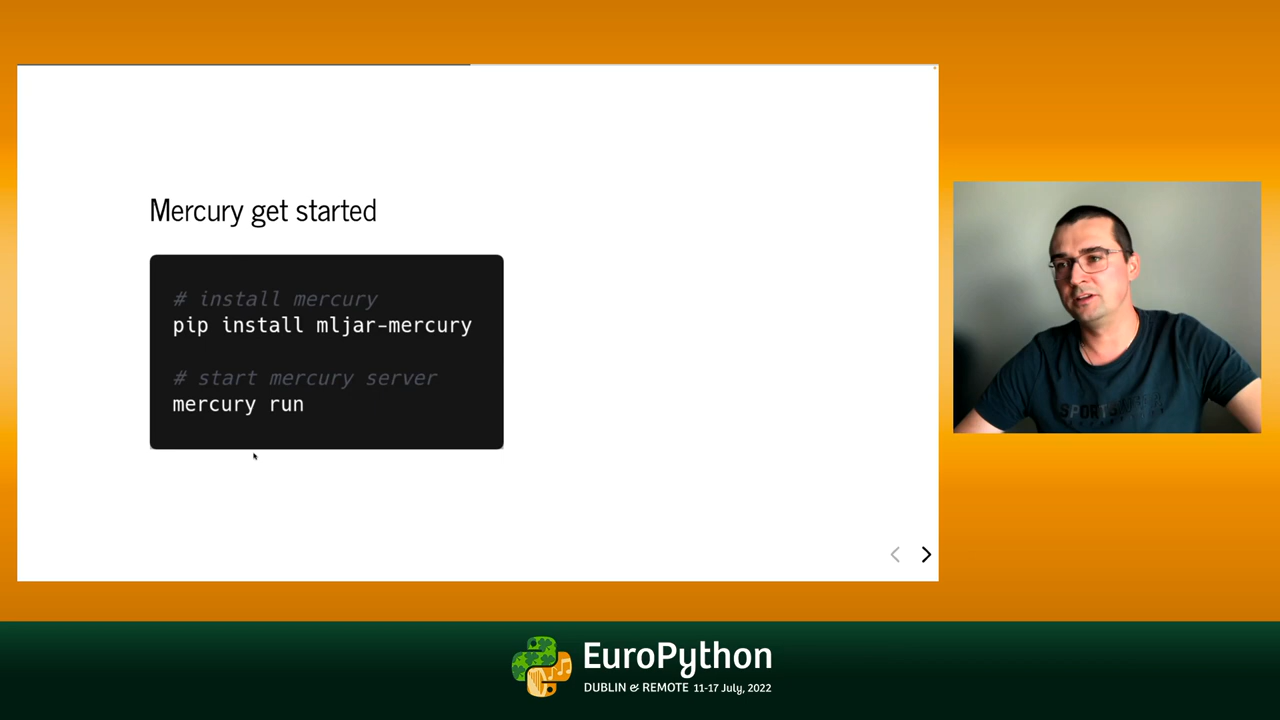 Mercury get started
# install mercury
pip install mljar-mercury
# start mercury server
mercury run
EuroPython
DUBLIN & REMOTE 11-17 July, 2022